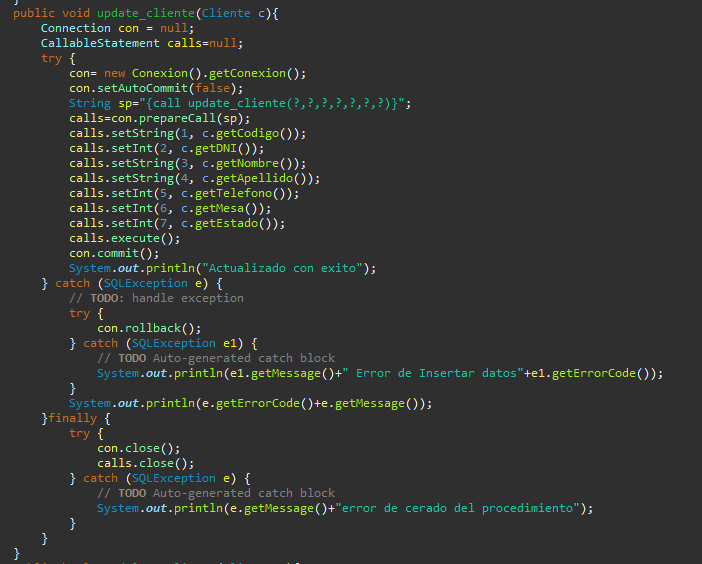 public void update_cliente(Cliente c){
Connection con = null;
CallableStatement calls=null;
try {
con= new Conexion().getConexion();
con.setAutoCommit(false);
String sp="{call update_cliente(?,?,?,?,?,?,?)}";
calls=con.prepareCall(sp);
calls.setString(1, c.getCodigo());
calls.setInt(2, c.getDNI());
calls.setString(3, c.getNombre());
calls.setString(4, c.getApellido());
calls.setInt(5, c.getTelefono());
calls.setInt(6, c.getMesa());
calls.setInt(7, c.getEstado());
calls.execute();
con.commit();
System.out.println("Actualizado con exito");
} catch (SQLException e) {
// TODO: handle exception
try {
con.rollback();
} catch (SQLException e1) {
// TODO Auto-generated catch block
System.out.println(e1.getMessage()+" Error de Insertar datos"+e1.getErrorCode());
}
System.out.println(e.getErrorCode()+e.getMessage());
}finally {
try {
con.close();
calls.close();
} catch (SQLException e) {
// TODO Auto-generated catch block
System.out.println(e.getMessage()+"error de cerado del procedimiento");
}
}
}